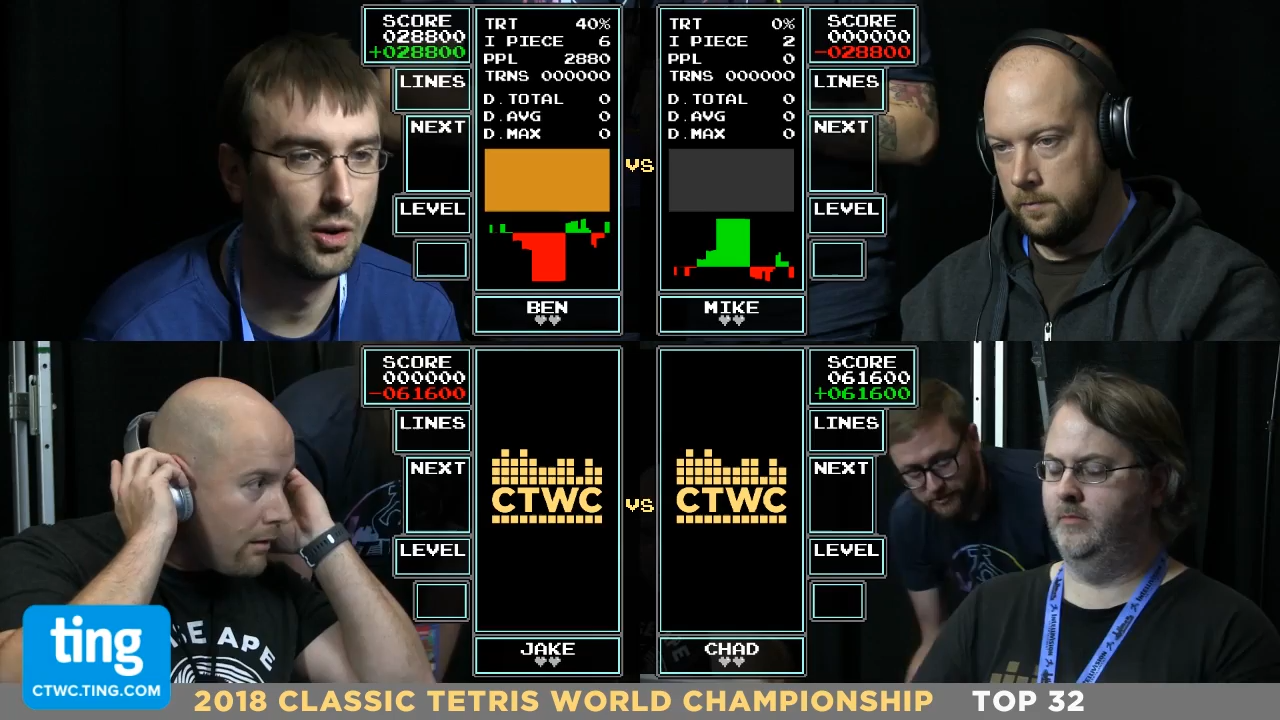 SCORE
028800
+028800
LINES
NEXT
LEVEL
TRT 40%
I PIECE 6
PPL 2880
TRNS 000000
D.TOTAL 0
D.AVG 0
D.MAX 0
BEN
VS
TRT 0%
I PIECE 2
PPL 0
TRNS 000000
D.TOTAL 0
D.AVG 0
D.MAX 0
MIKE
SCORE
000000
-028800
LINES
NEXT
LEVEL
SCORE
000000
-061600
LINES
NEXT
LEVEL
CTWC
JAKE
VS
CTWC
CHAD
SCORE
061600
+061600
LINES
NEXT
LEVEL
APE
ting
CTWC.TING.COM
2018 CLASSIC TETRIS WORLD CHAMPIONSHIP TOP 32